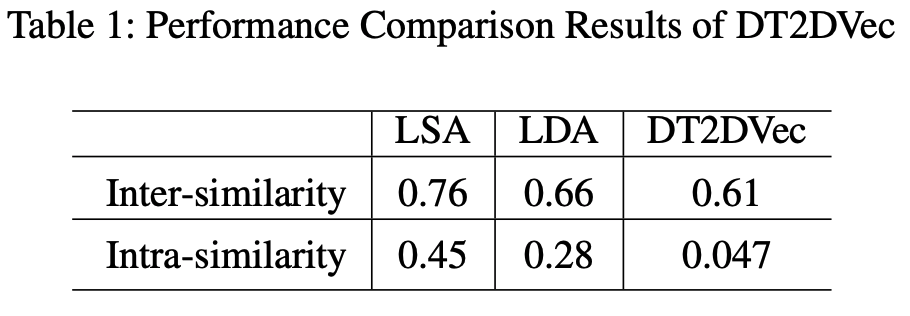 Table 1: Performance Comparison Results of DT2DVec
LSA LDA DT2DVec
Inter-similarity 0.76 0.66 0.61
Intra-similarity 0.45 0.28 0.047